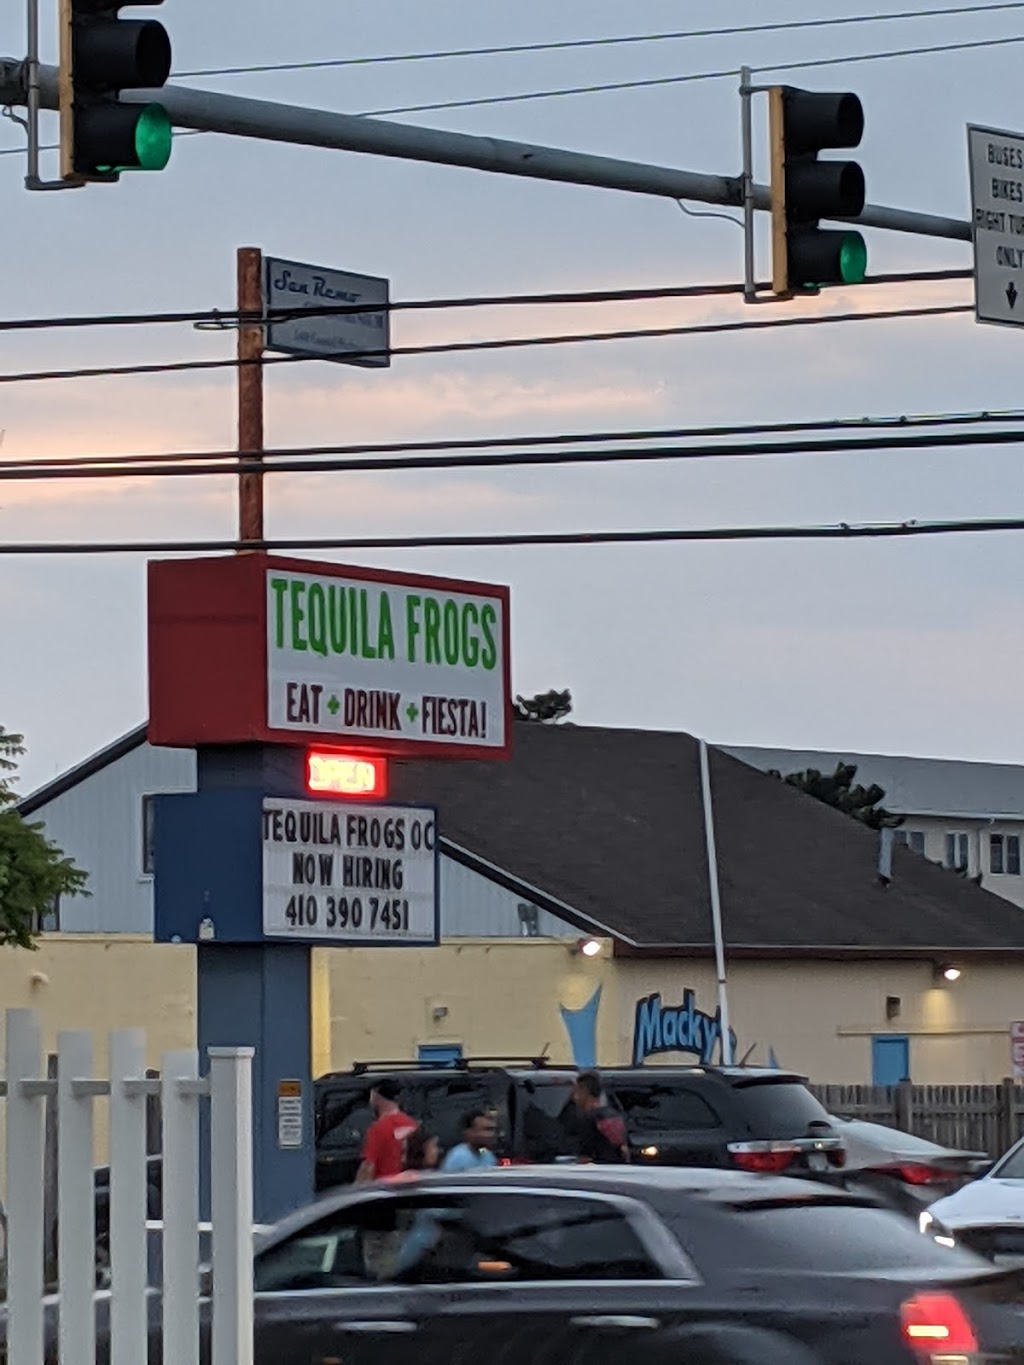 BUSES
BIKES
RIGHT TU
ONLY
San Remo
TEQUILA FROGS
EAT + DRINK + FIESTA!
OPEN
TEQUILA FROGS OC
NOW HIRING
410 390 7451
Macky's